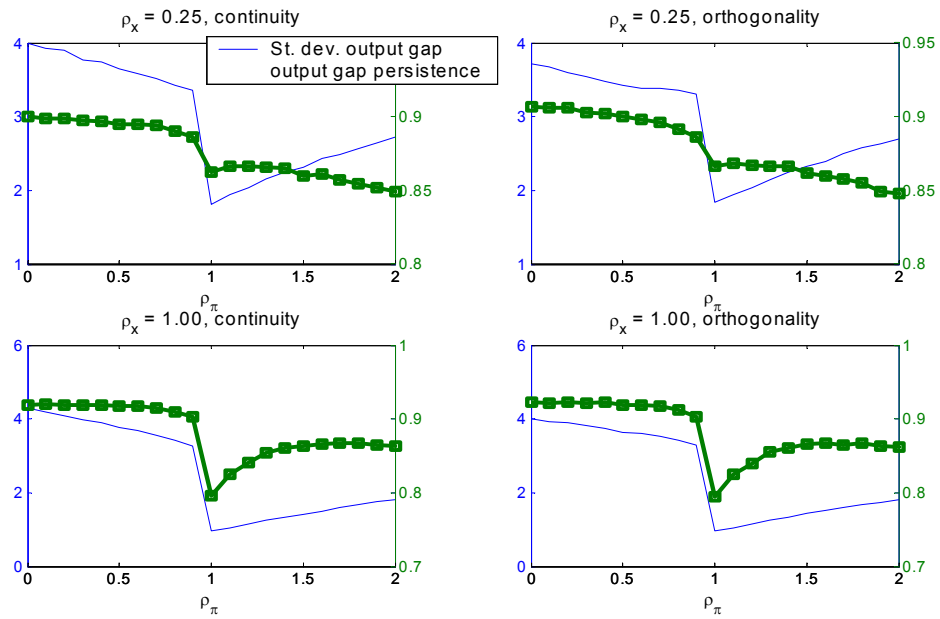 ρx = 0.25, continuity
ρx = 0.25, orthogonality
St. dev. output gap
output gap persistence
4
3
2
1
0.9
0.85
0.8
0 0.5 1 1.5 2
ρπ
4
3
2
1
0.95
0.9
0.85
0.8
0 0.5 1 1.5 2
ρπ
ρx = 1.00, continuity
ρx = 1.00, orthogonality
6
4
2
0
1
0.9
0.8
0.7
0 0.5 1 1.5 2
ρπ
6
4
2
0
1
0.9
0.8
0.7
0 0.5 1 1.5 2
ρπ